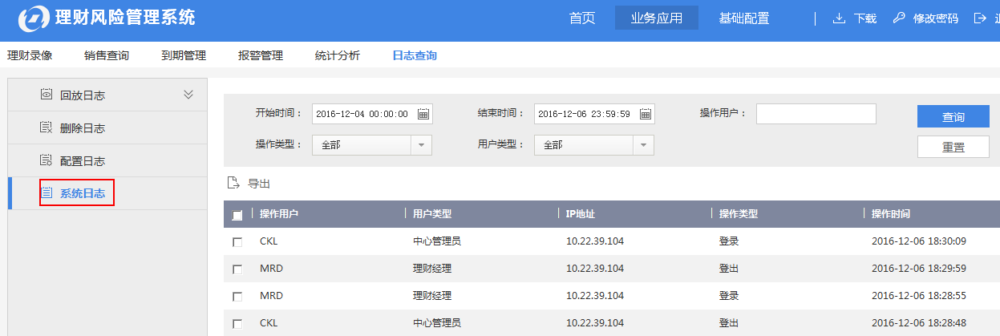 理财风险管理系统 首页 业务应用 基础配置 下载 修改密码
理财录像 销售查询 到期管理 报警管理 统计分析 日志查询
回放日志
删除日志
配置日志
系统日志
开始时间： 2016-12-04 00:00:00 结束时间： 2016-12-06 23:59:59 操作用户： 查询
操作类型： 全部 用户类型： 全部 重置
导出
操作用户 用户类型 IP地址 操作类型 操作时间
CKL 中心管理员 10.22.39.104 登录 2016-12-06 18:30:09
MRD 理财经理 10.22.39.104 登出 2016-12-06 18:29:59
MRD 理财经理 10.22.39.104 登录 2016-12-06 18:28:55
CKL 中心管理员 10.22.39.104 登出 2016-12-06 18:28:48